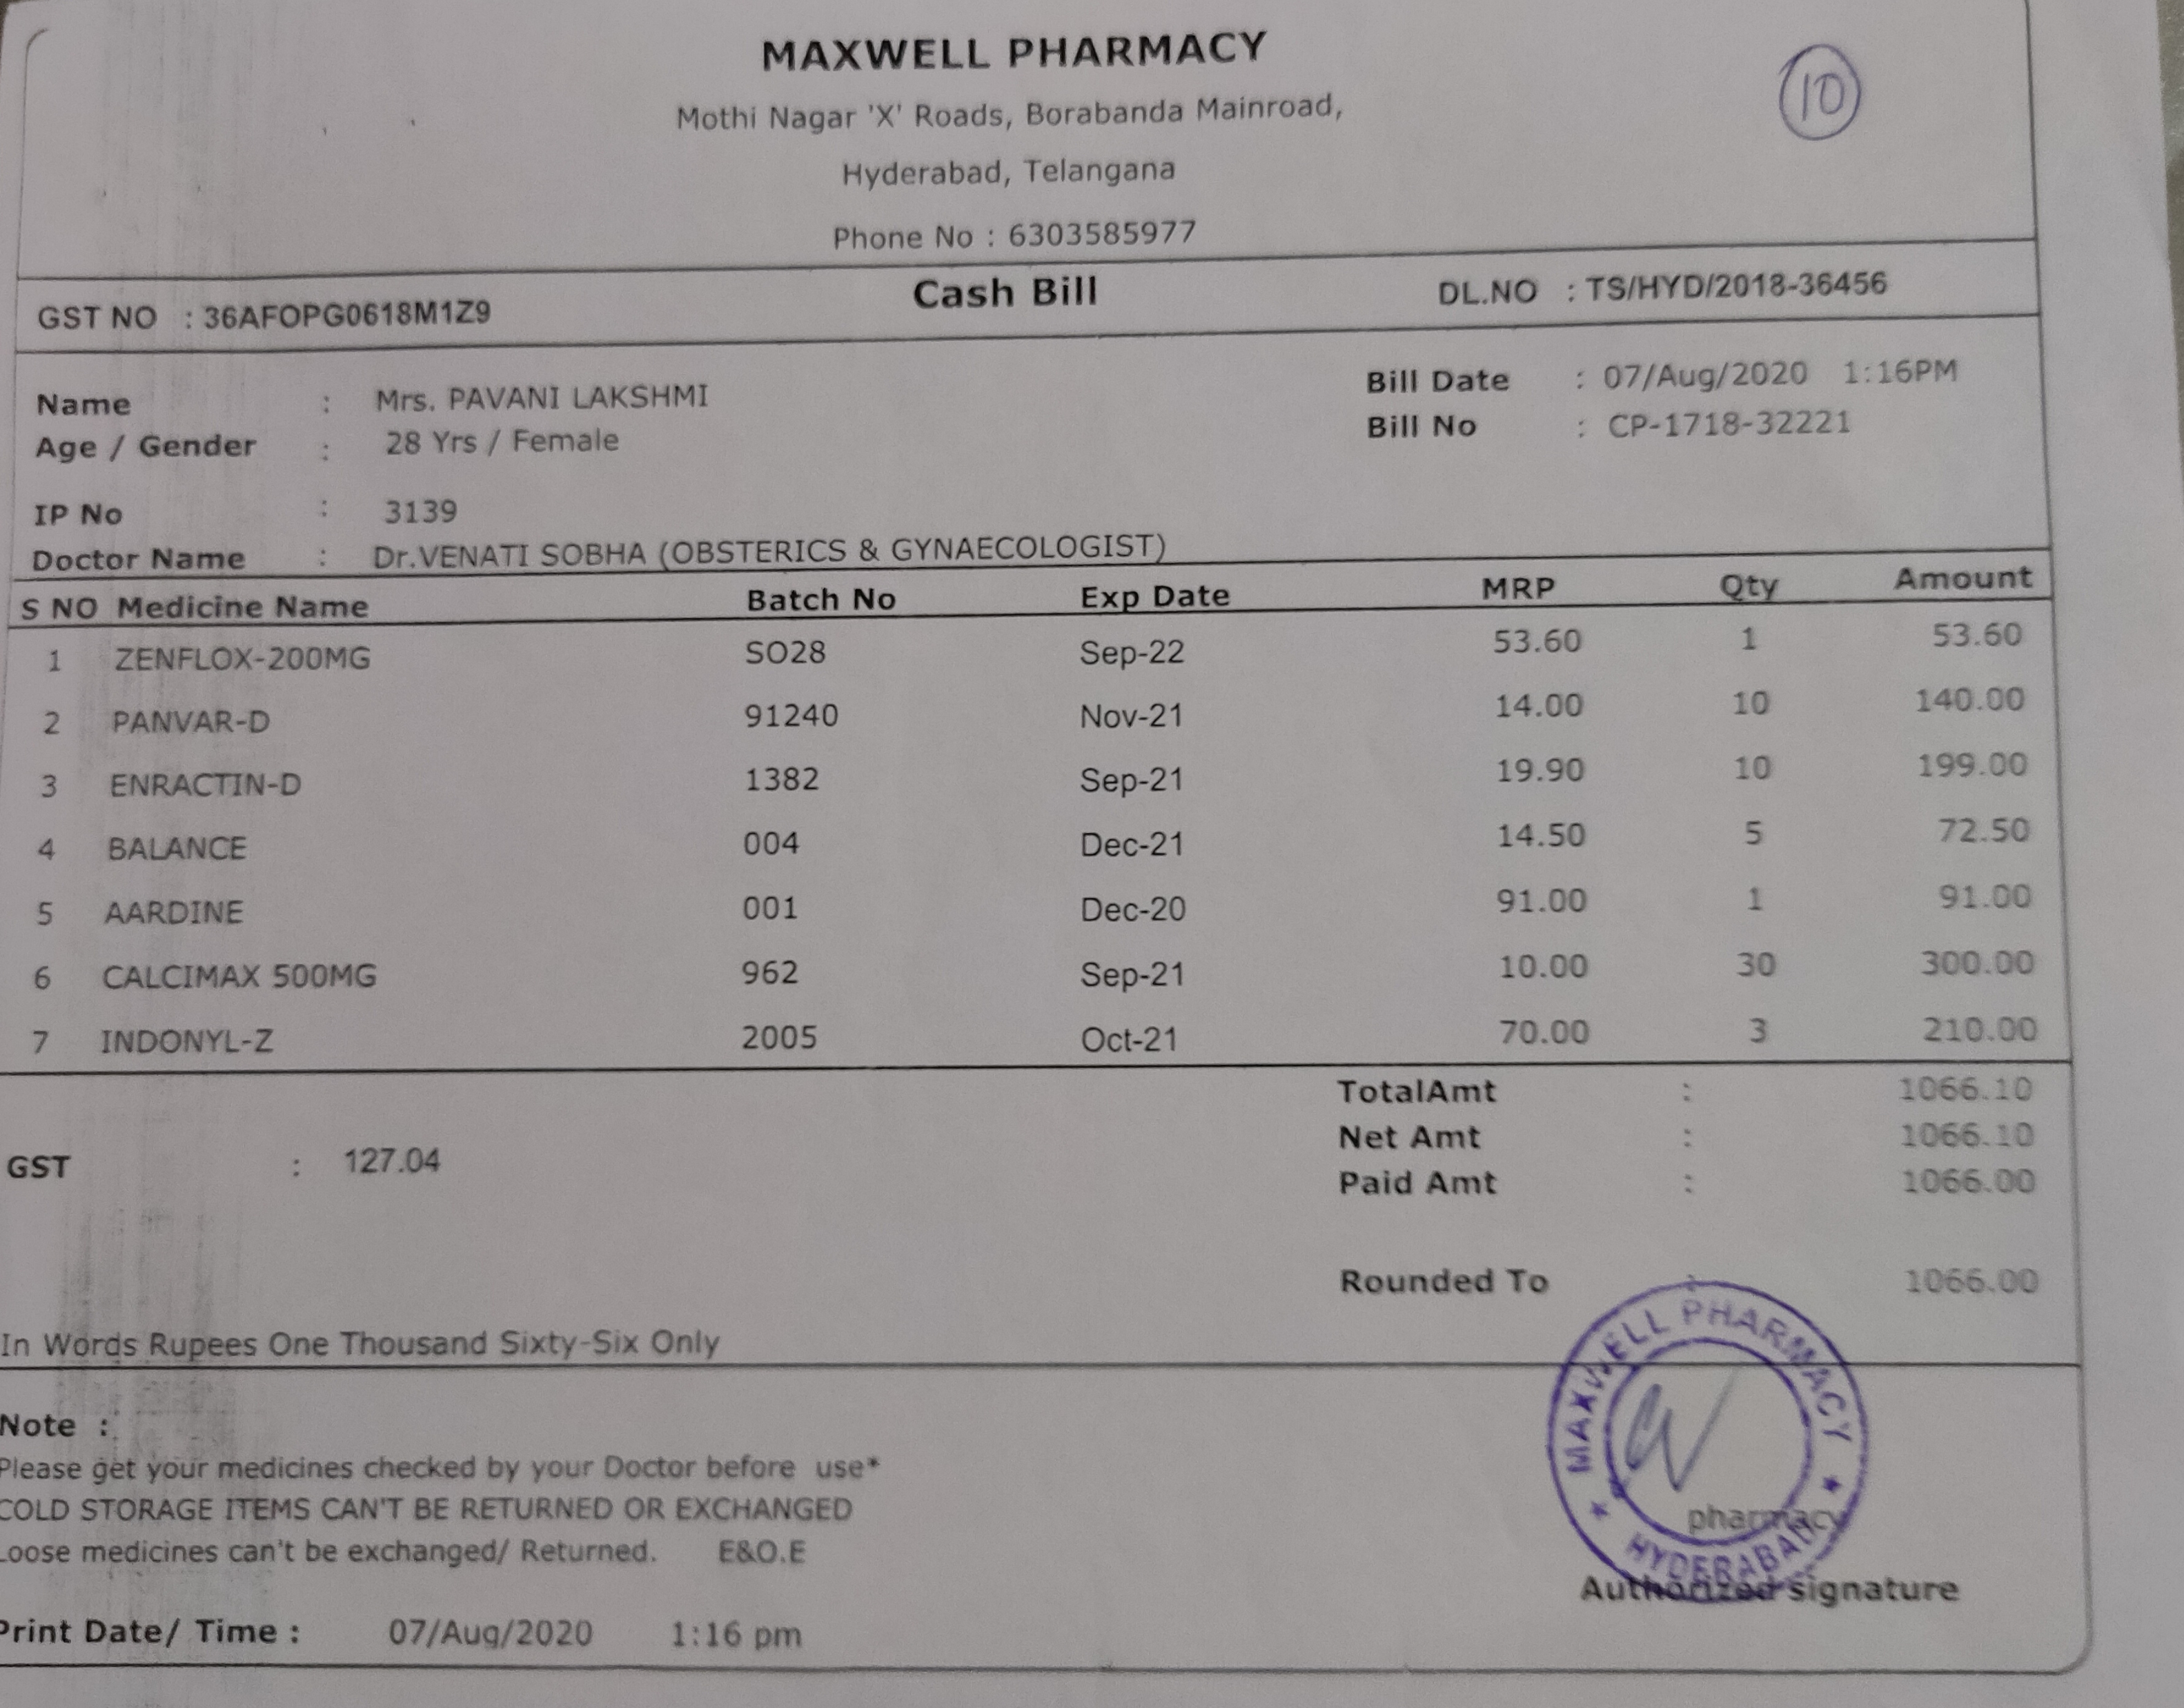 MAXWELL PHARMACY
10
Mothi Nagar 'X' Roads, Borabanda Mainroad,
Hyderabad, Telangana
Phone No : 6303585977
GST NO : 36AFOPG0618M1Z9 Cash Bill DL.NO : TS/HYD/2018-36456
Name : Mrs. PAVANI LAKSHMI Bill Date : 07/Aug/2020 1:16PM
Age / Gender : 28 Yrs / Female Bill No : CP-1718-32221
IP No : 3139
Doctor Name : Dr.VENATI SOBHA (OBSTERICS & GYNAECOLOGIST)
S NO Medicine Name Batch No Exp Date MRP Qty Amount
1 ZENFLOX-200MG SO28 Sep-22 53.60 1 53.60
2 PANVAR-D 91240 Nov-21 14.00 10 140.00
3 ENRACTIN-D 1382 Sep-21 19.90 10 199.00
4 BALANCE 004 Dec-21 14.50 5 72.50
5 AARDINE 001 Dec-20 91.00 1 91.00
6 CALCIMAX 500MG 962 Sep-21 10.00 30 300.00
7 INDONYL-Z 2005 Oct-21 70.00 3 210.00
TotalAmt : 1066.10
Net Amt : 1066.10
GST : 127.04
Paid Amt : 1066.00
Rounded To : 1066.00
In Words Rupees One Thousand Sixty-Six Only
MAXWELL PHARMACY
HYDERABAD
Note :
Please get your medicines checked by your Doctor before use*
COLD STORAGE ITEMS CAN'T BE RETURNED OR EXCHANGED
Loose medicines can't be exchanged/ Returned. E&O.E
pharmacy
Authorized signature
Print Date/ Time : 07/Aug/2020 1:16 pm